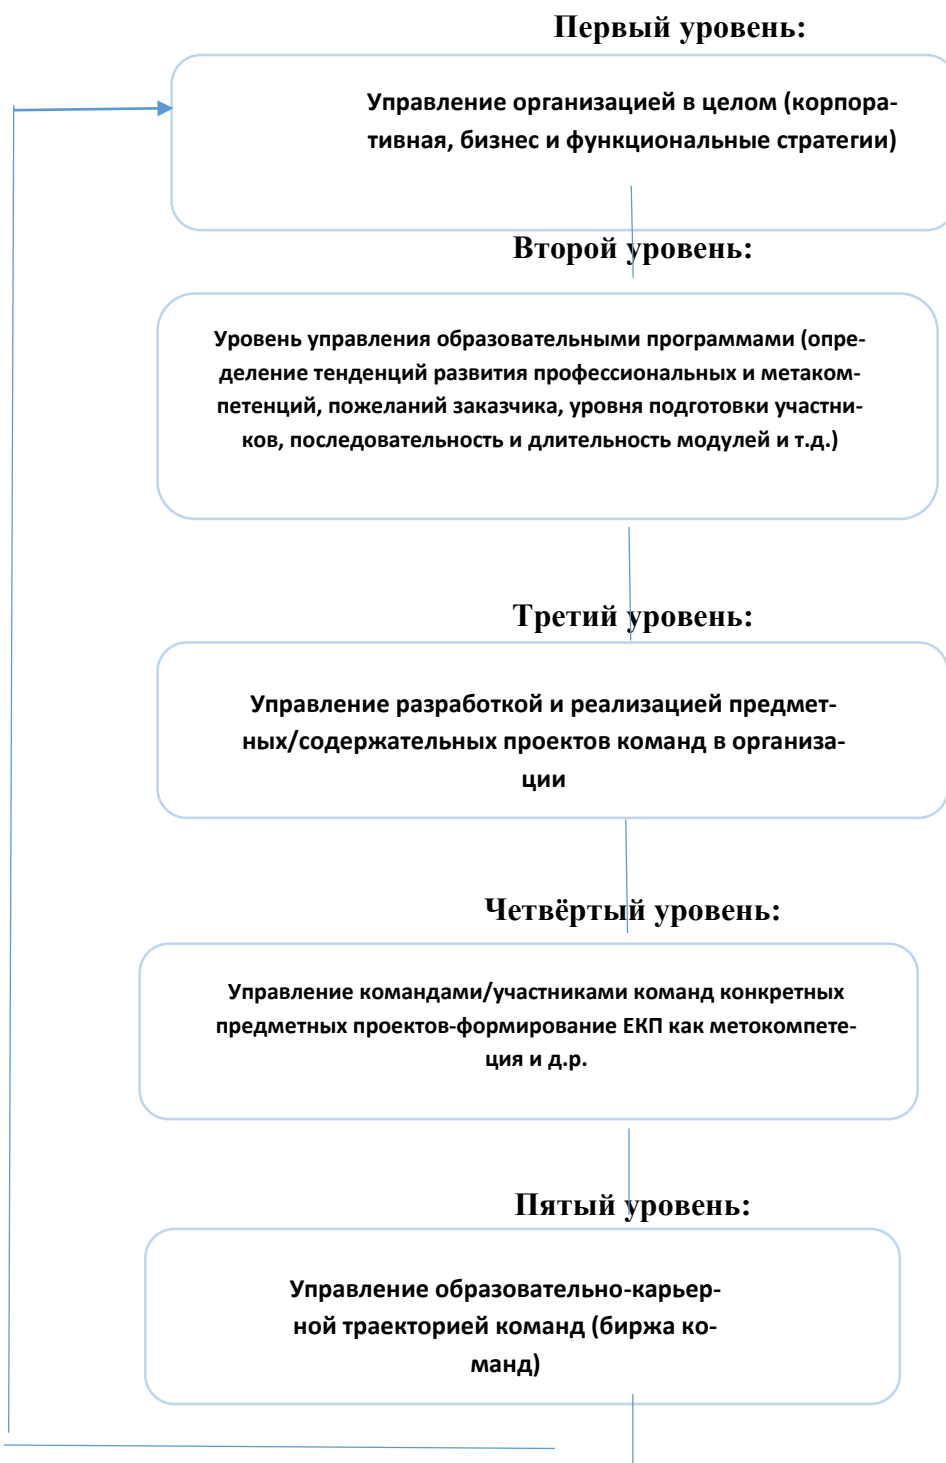 Первый уровень:
Управление организацией в целом (корпора-
тивная, бизнес и функциональные стратегии)
Второй уровень:
Уровень управления образовательными программами (опре-
деление тенденций развития профессиональных и метаком-
петенций, пожеланий заказчика, уровня подготовки участни-
ков, последовательность и длительность модулей и т.д.)
Третий уровень:
Управление разработкой и реализацией предмет-
ных/содержательных проектов команд в организа-
ции
Четвёртый уровень:
Управление командами/участниками команд конкретных
предметных проектов-формирование ЕКП как метокомпете-
ция и д.р.
Пятый уровень:
Управление образовательно-карьер-
ной траекторией команд (биржа ко-
манд)